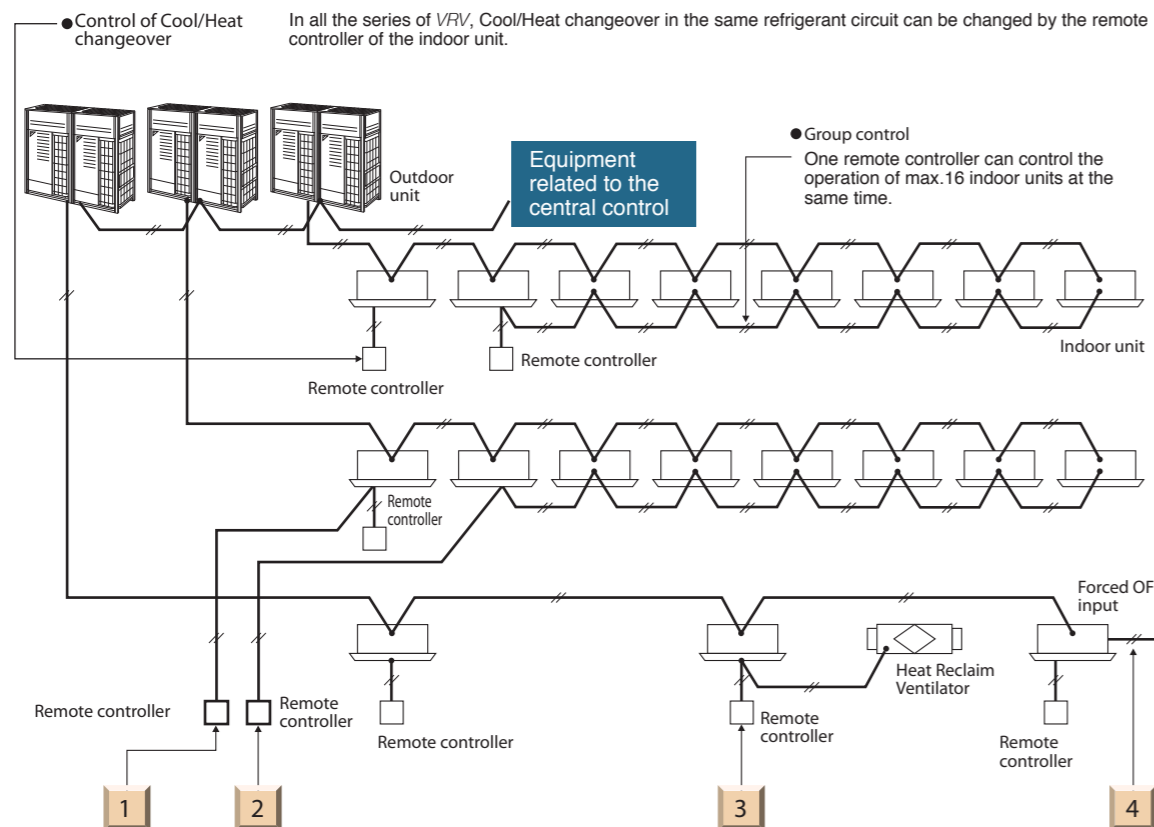 ● Control of Cool/Heat
changeover
In all the series of VRV, Cool/Heat changeover in the same refrigerant circuit can be changed by the remote
controller of the indoor unit.
Outdoor
unit
Equipment
related to the
central control
● Group control
One remote controller can control the
operation of max.16 indoor units at the
same time.
Remote controller
Remote controller
Indoor unit
Remote
controller
Forced OF
input
Heat Reclaim
Ventilator
Remote controller
Remote
controller
Remote controller
Remote
controller
Remote
controller
1
2
3
4